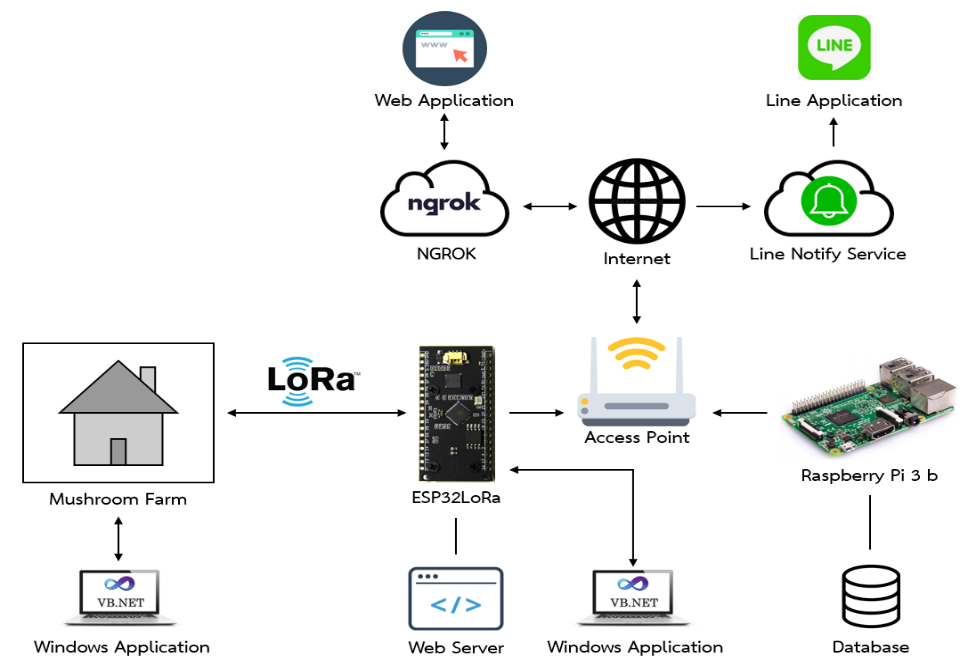 WWW
LINE
Web Application
Line Application
ngrok
NGROK
Internet
Line Notify Service
LoRa™
Access Point
Mushroom Farm
ESP32LoRa
Raspberry Pi 3 b
VB.NET
</>
VB.NET
Windows Application
Web Server
Windows Application
Database